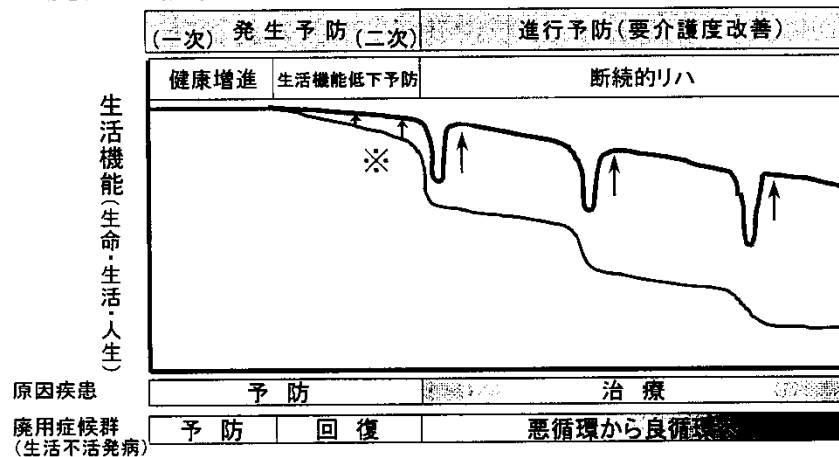 (一次) 発生予防 (二次) 進行予防(要介護度改善)
健康増進 生活機能低下予防 断続的リハ
生活機能(生命・生活・人生)
※
原因疾患 予防 治療
廃用症候群 予防 回復 悪循環から良循環
(生活不活発病)